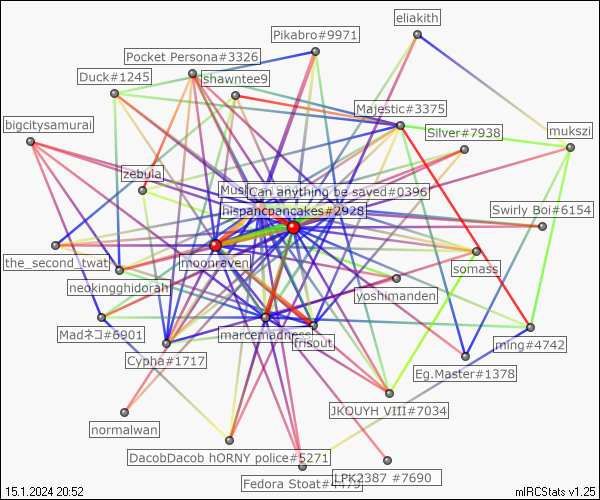 eliakith
Pikabro#9971
Pocket Persona#3326
shawntee9
Duck#1245
Majestic#3375
bigcitysamurai
Silver#7938
mukszi
zebula
Can anything be saved#0396
hispancpancakes#2928
Swirly Boi#6154
the_second_twat
moonraven
somass
neokingghidorah
yoshimanden
Madネコ#6901
marcemadness
frisout
ming#4742
Cypha#1717
Eg.Master#1378
JKOUYH VIII#7034
normalwan
DacobDacob hORNY police#5271
LPK2387 #7690
Fedora Stoat#4479
15.1.2024 20:52
mIRCStats v1.25